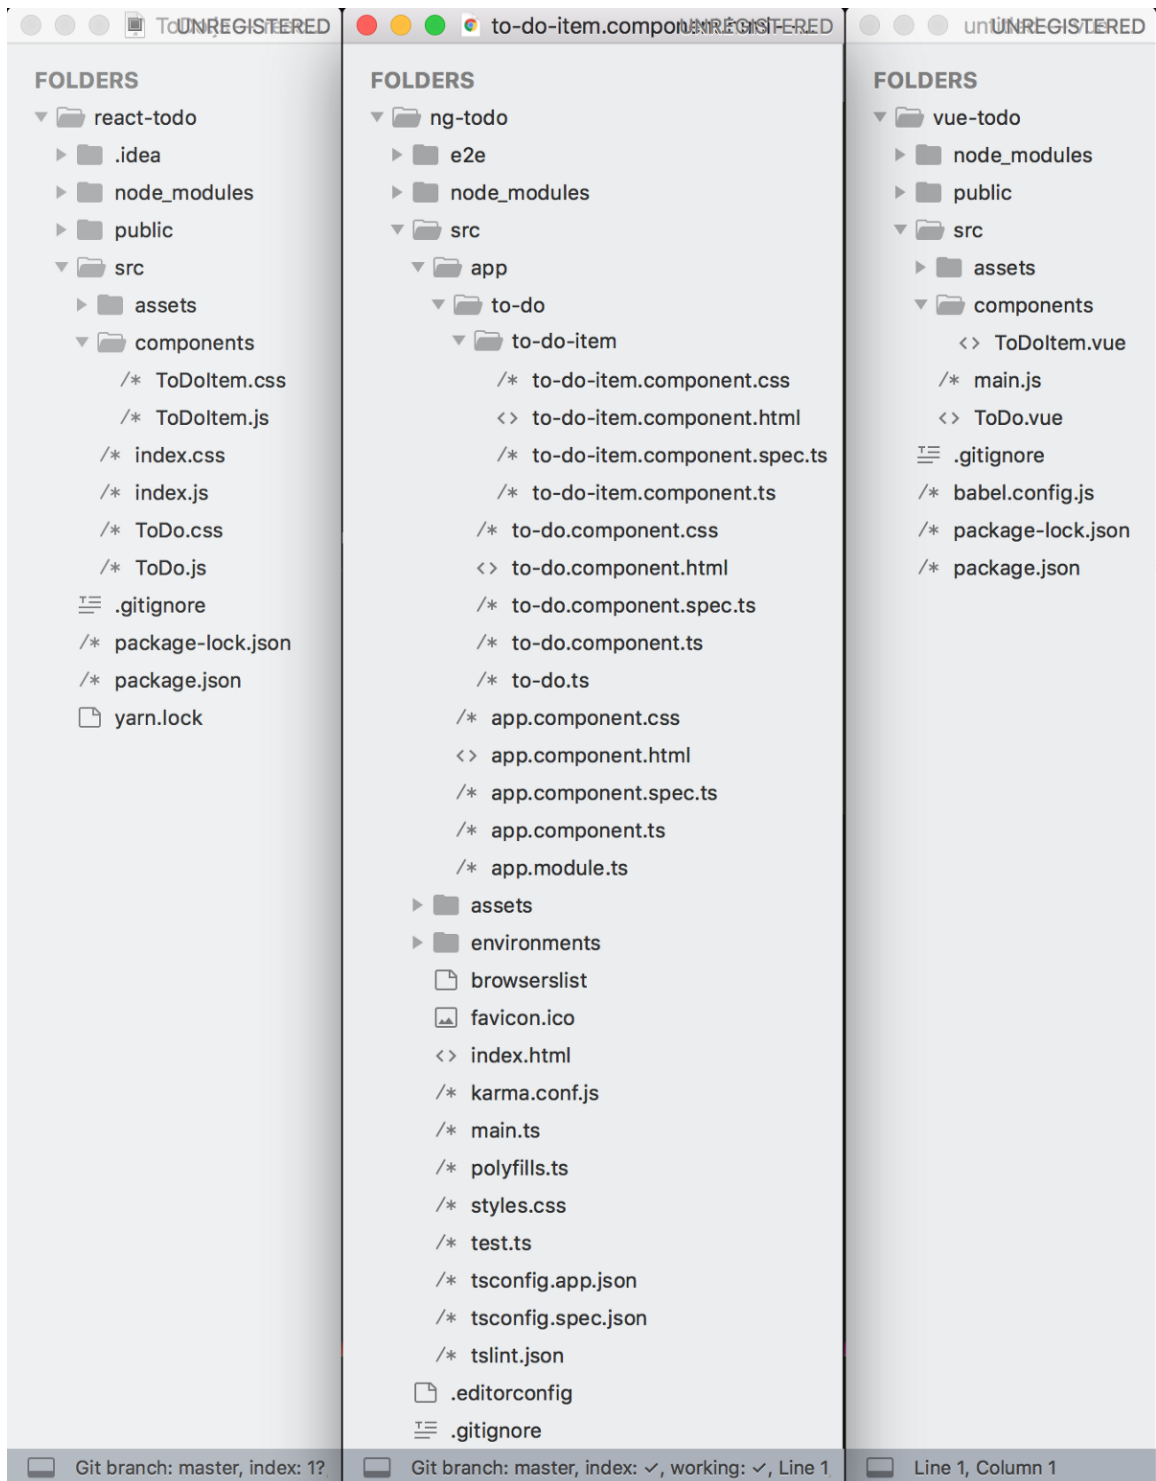 UNREGISTERED
FOLDERS
react-todo
.idea
node_modules
public
src
assets
components
/* ToDoItem.css
/* ToDoItem.js
/* index.css
/* index.js
/* ToDo.css
/* ToDo.js
.gitignore
/* package-lock.json
/* package.json
yarn.lock
Git branch: master, index: 1?
to-do-item.component UNREGISTERED
FOLDERS
ng-todo
e2e
node_modules
src
app
to-do
to-do-item
/* to-do-item.component.css
<> to-do-item.component.html
/* to-do-item.component.spec.ts
/* to-do-item.component.ts
/* to-do.component.css
<> to-do.component.html
/* to-do.component.spec.ts
/* to-do.component.ts
/* to-do.ts
/* app.component.css
<> app.component.html
/* app.component.spec.ts
/* app.component.ts
/* app.module.ts
assets
environments
browserslist
favicon.ico
<> index.html
/* karma.conf.js
/* main.ts
/* polyfills.ts
/* styles.css
/* test.ts
/* tsconfig.app.json
/* tsconfig.spec.json
/* tslint.json
.editorconfig
.gitignore
Git branch: master, index: ✓, working: ✓, Line 1
UNREGISTERED
FOLDERS
vue-todo
node_modules
public
src
assets
components
<> ToDoItem.vue
/* main.js
<> ToDo.vue
.gitignore
/* babel.config.js
/* package-lock.json
/* package.json
Line 1, Column 1